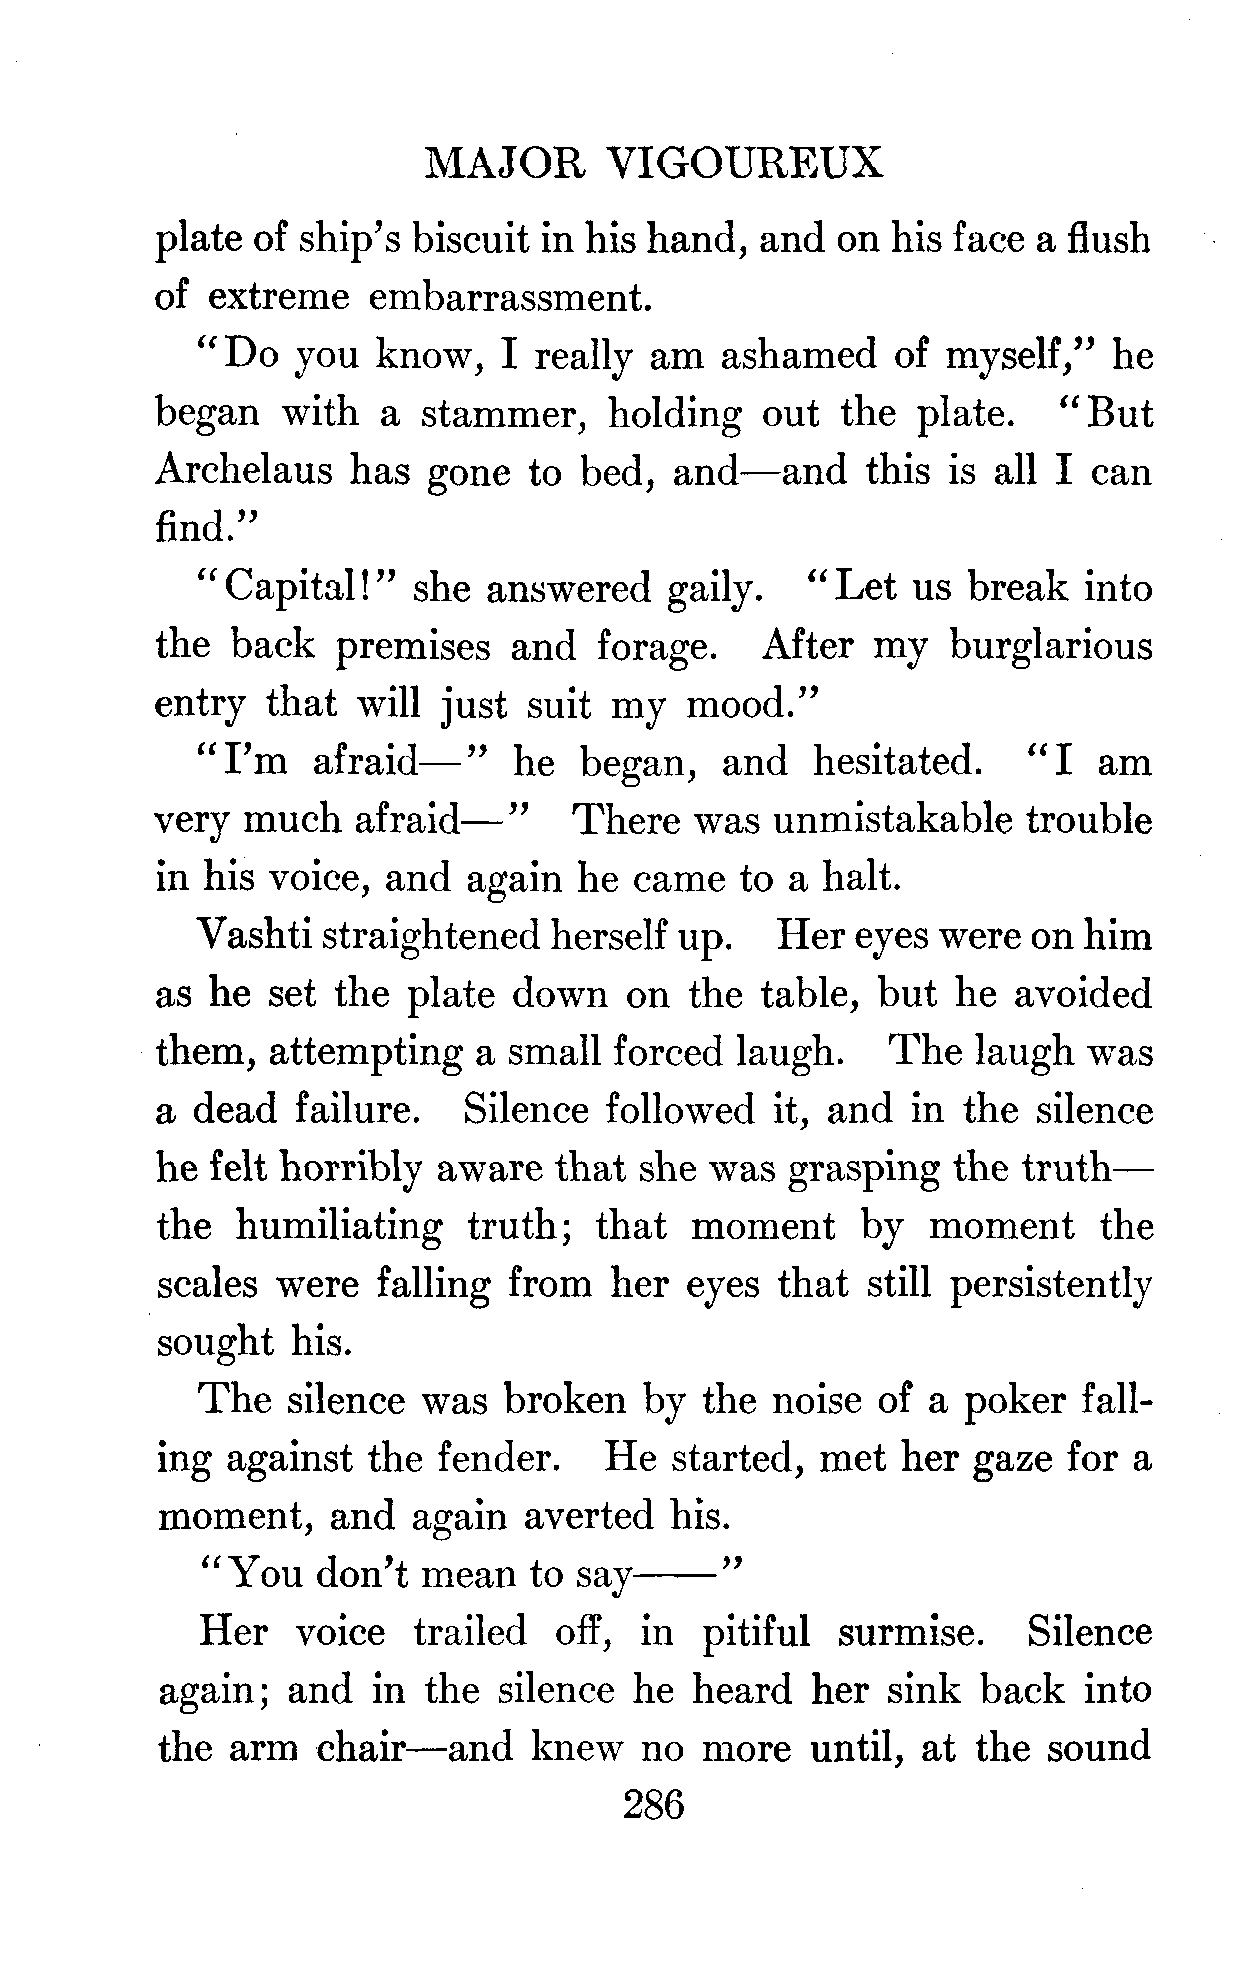 MAJOR VIGOUREUX
plate of ship's biscuit in his hand, and on his face a flush
of extreme embarrassment.
"Do you know, I really am ashamed of myself," he
began with a stammer, holding out the plate. "But
Archelaus has gone to bed, and—and this is all I can
find."
"Capital!" she answered gaily. "Let us break into
the back premises and forage. After my burglarious
entry that will just suit my mood."
"I'm afraid—" he began, and hesitated. "I am
very much afraid—" There was unmistakable trouble
in his voice, and again he came to a halt.
Vashti straightened herself up. Her eyes were on him
as he set the plate down on the table, but he avoided
them, attempting a small forced laugh. The laugh was
a dead failure. Silence followed it, and in the silence
he felt horribly aware that she was grasping the truth—
the humiliating truth; that moment by moment the
scales were falling from her eyes that still persistently
sought his.
The silence was broken by the noise of a poker fall-
ing against the fender. He started, met her gaze for a
moment, and again averted his.
"You don't mean to say——"
Her voice trailed off, in pitiful surmise. Silence
again; and in the silence he heard her sink back into
the arm chair—and knew no more until, at the sound
286